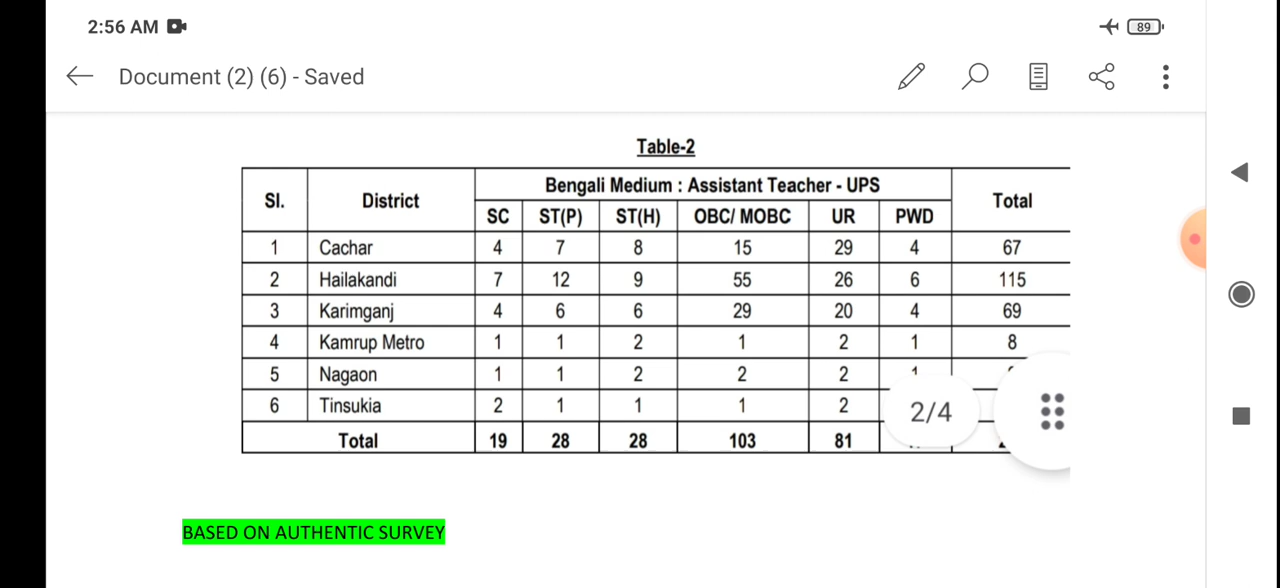 2:56 AM
89
Document (2) (6) - Saved
Table-2
Sl. District Bengali Medium : Assistant Teacher - UPS Total
SC ST(P) ST(H) OBC/ MOBC UR PWD
1 Cachar 4 7 8 15 29 4 67
2 Hailakandi 7 12 9 55 26 6 115
3 Karimganj 4 6 6 29 20 4 69
4 Kamrup Metro 1 1 2 1 2 1 8
5 Nagaon 1 1 2 2 2
6 Tinsukia 2 1 1 1 2
2/4
Total 19 28 28 103 81
BASED ON AUTHENTIC SURVEY